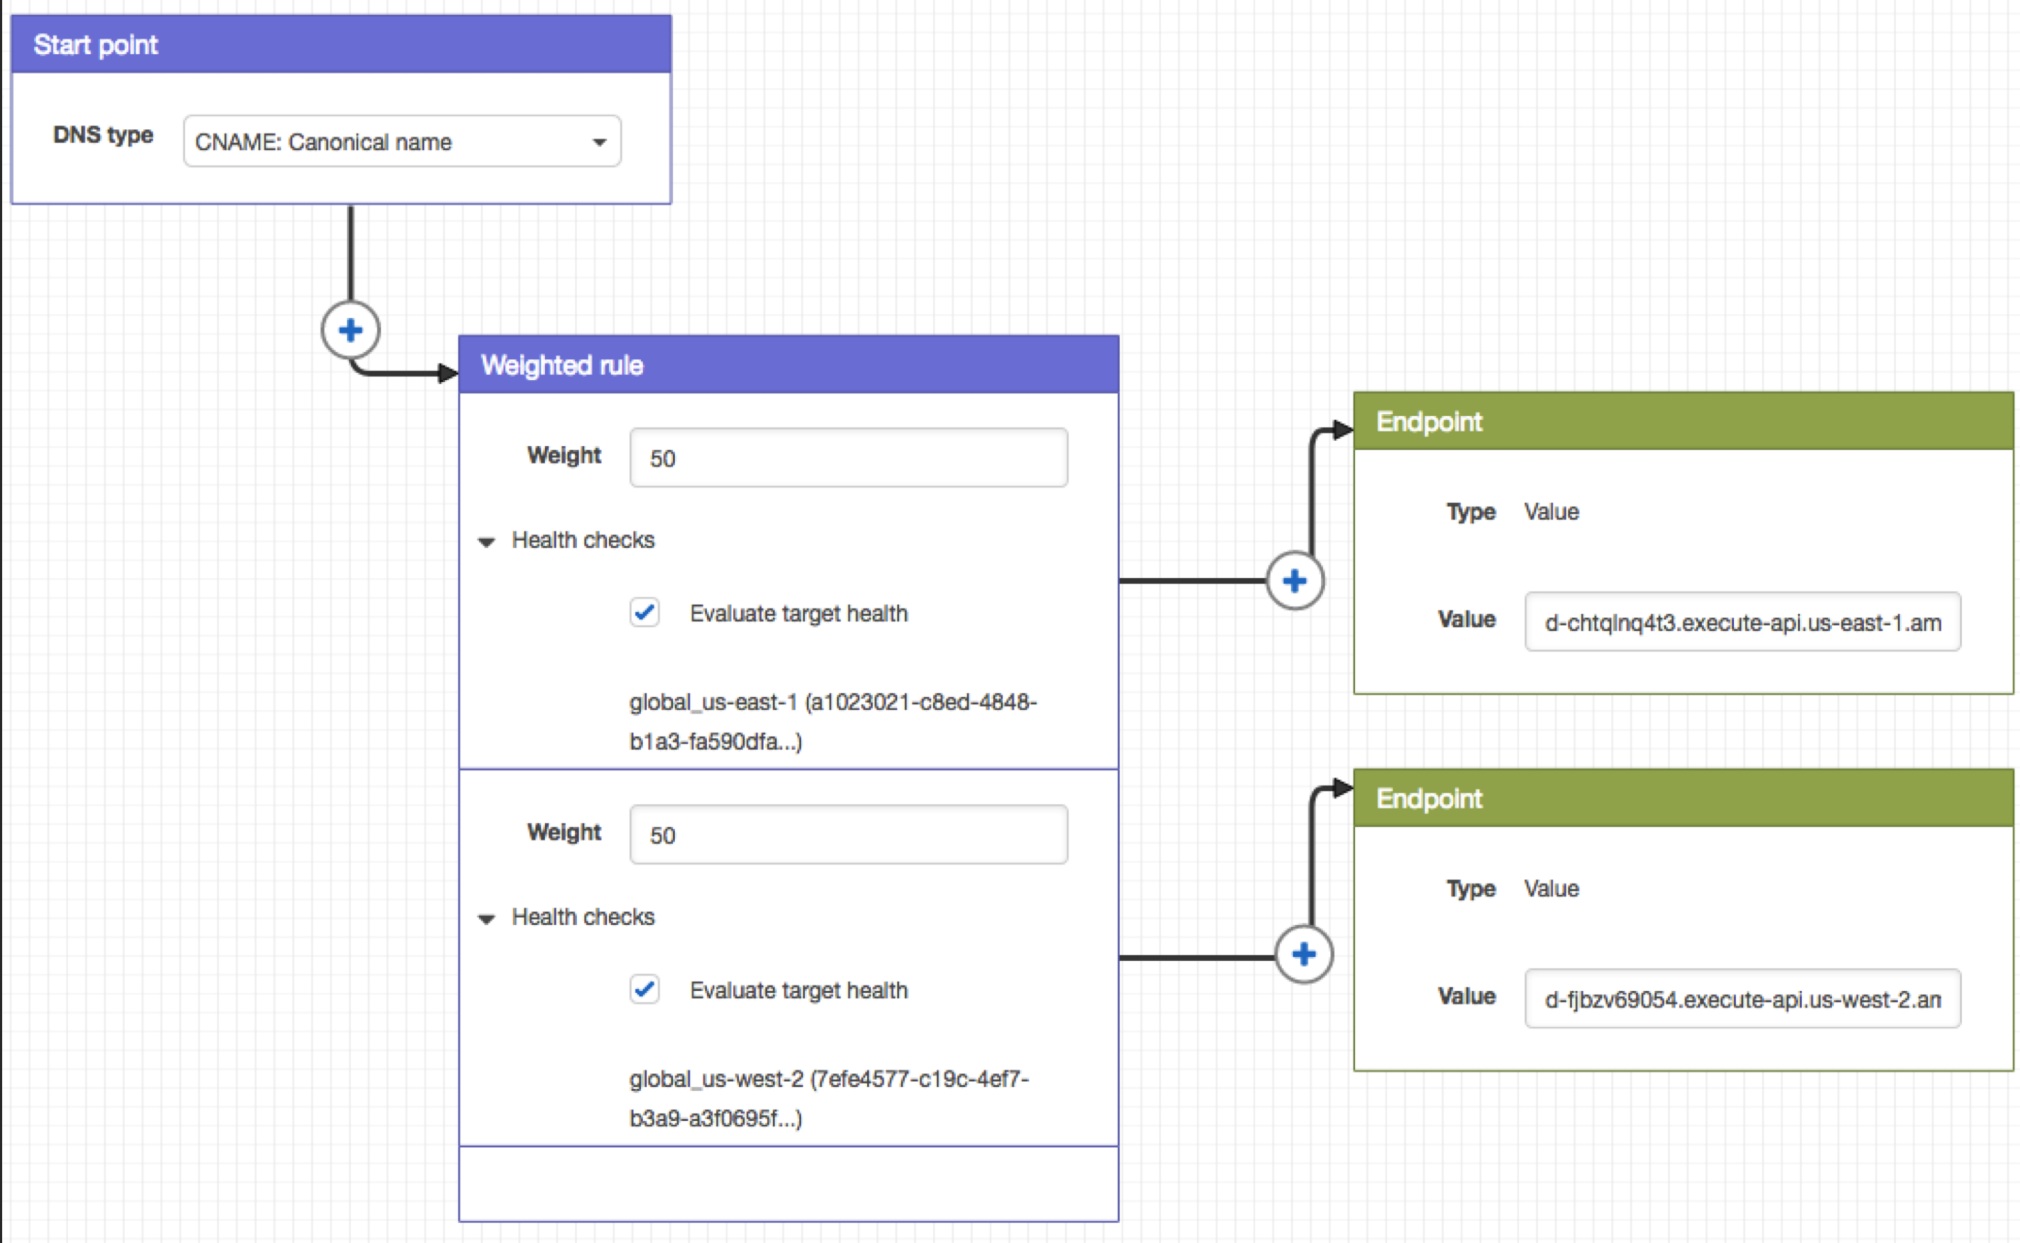 Start point
DNS type
CNAME: Canonical name
Weighted rule
Weight
50
Health checks
Evaluate target health
global_us-east-1 (a1023021-c8ed-4848-
b1a3-fa590dfa...)
Weight
50
Health checks
Evaluate target health
global_us-west-2 (7efe4577-c19c-4ef7-
b3a9-a3f0695f...)
Endpoint
Type Value
Value d-chtqlnq4t3.execute-api.us-east-1.am
Endpoint
Type Value
Value d-fjbzv69054.execute-api.us-west-2.am